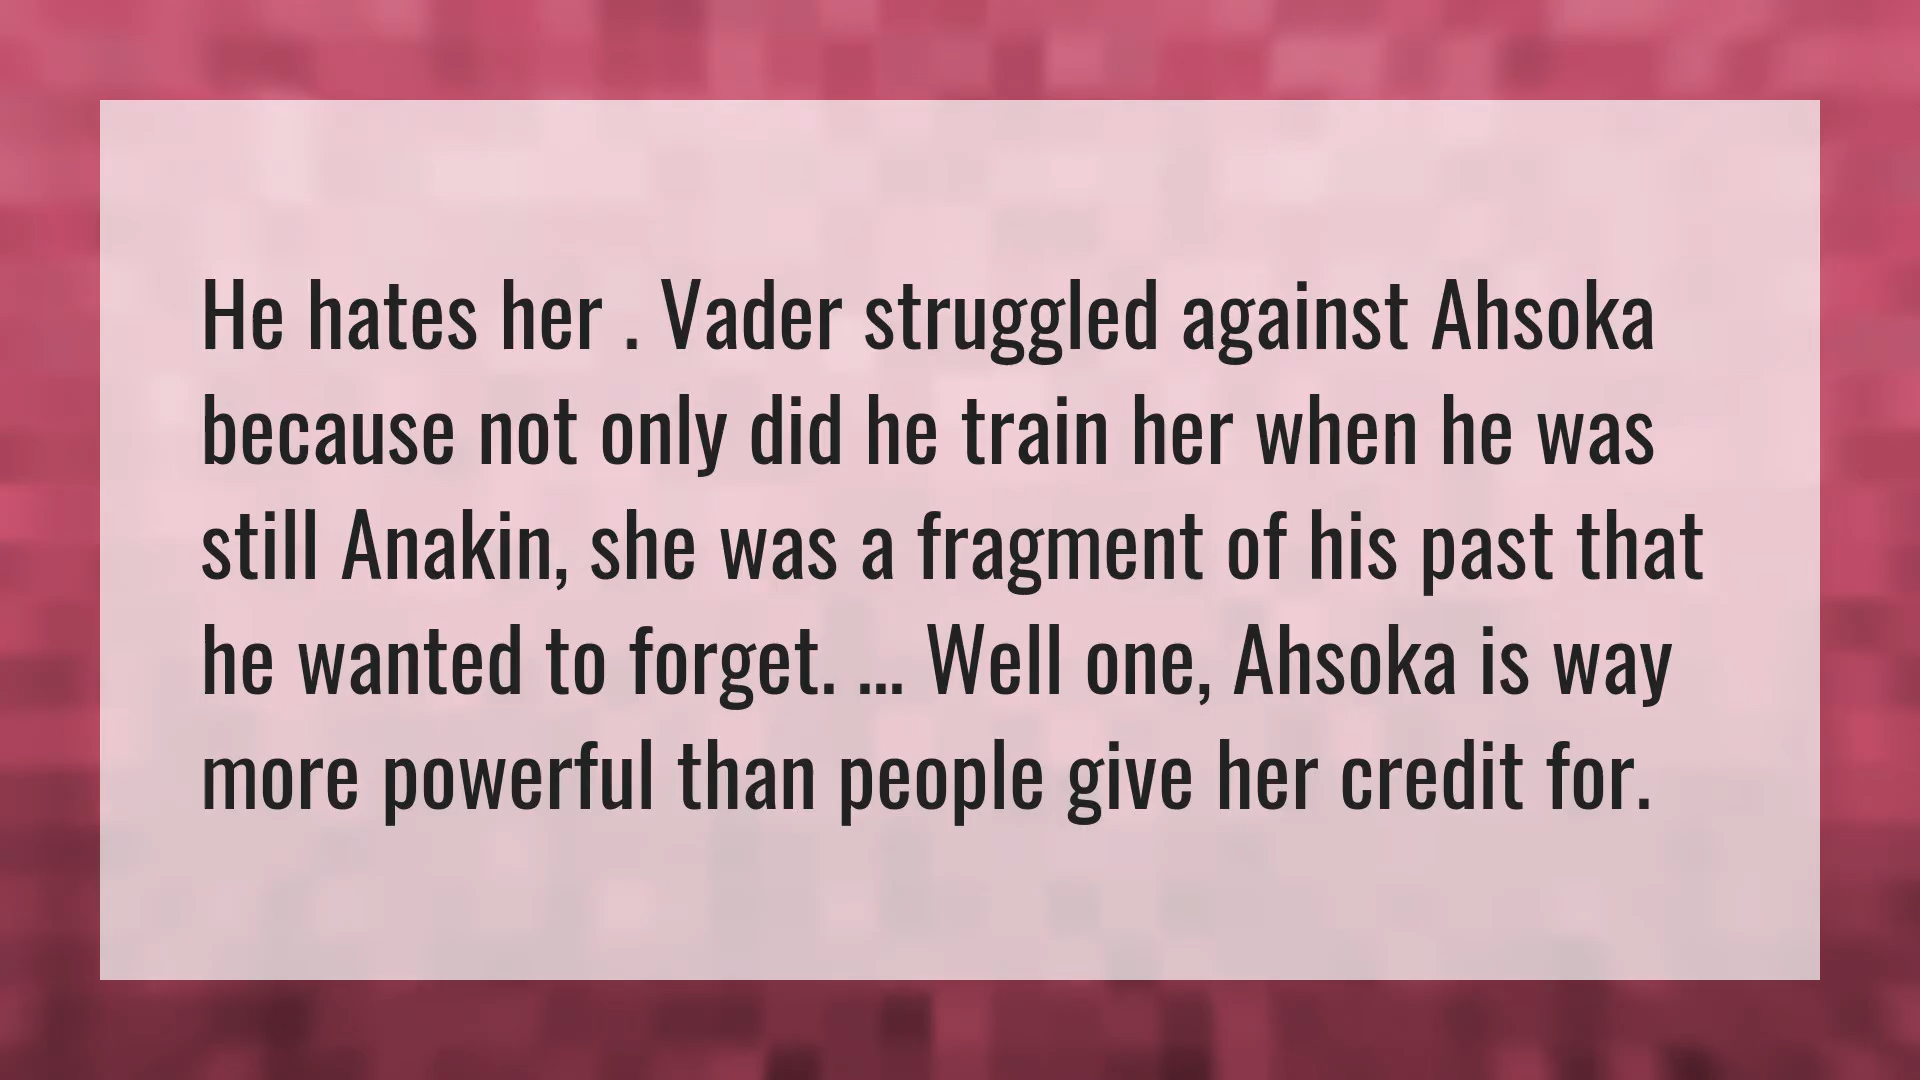 He hates her . Vader struggled against Ahsoka
because not only did he train her when he was
still Anakin, she was a fragment of his past that
he wanted to forget. ... Well one, Ahsoka is way
more powerful than people give her credit for.